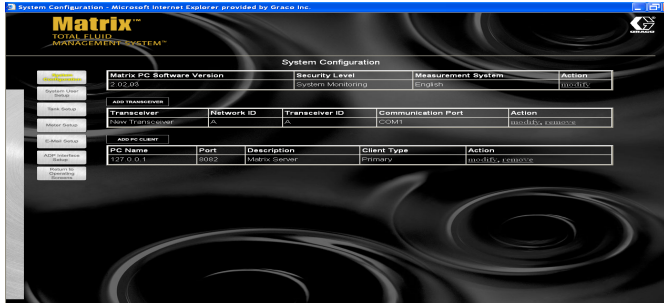 System Configuration - Microsoft Internet Explorer provided by Graco Inc.
Matrix™
TOTAL FLUID
MANAGEMENT SYSTEM™
GRACO
System Configuration
System Configuration
System User Setup
Tank Setup
Meter Setup
E-Mail Setup
ADP Interface Setup
Return to Operating Screens
Matrix PC Software Version Security Level Measurement System Action
2.02.03 System Monitoring English modify
ADD TRANSCEIVER
Transceiver Network ID Transceiver ID Communication Port Action
New Transceiver A A COM1 modify, remove
ADD PC CLIENT
PC Name Port Description Client Type Action
127.0.0.1 8082 Matrix Server Primary modify, remove